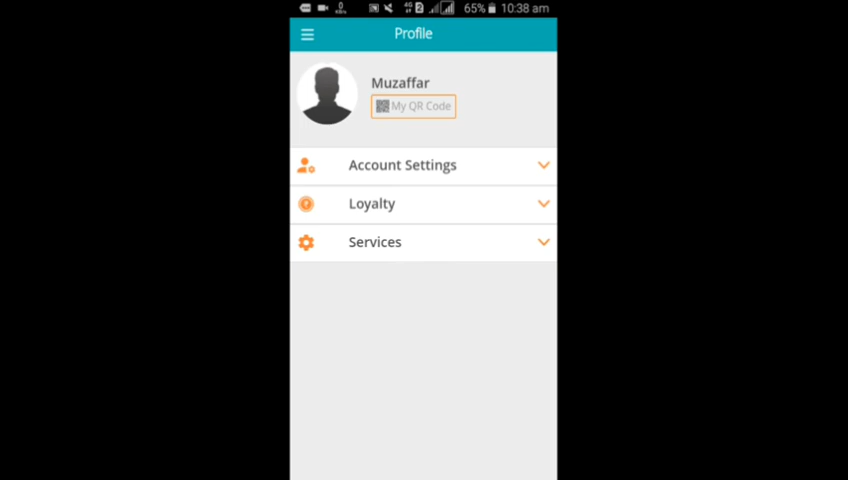 65% 10:38 am
Profile
Muzaffar
My QR Code
Account Settings
Loyalty
Services